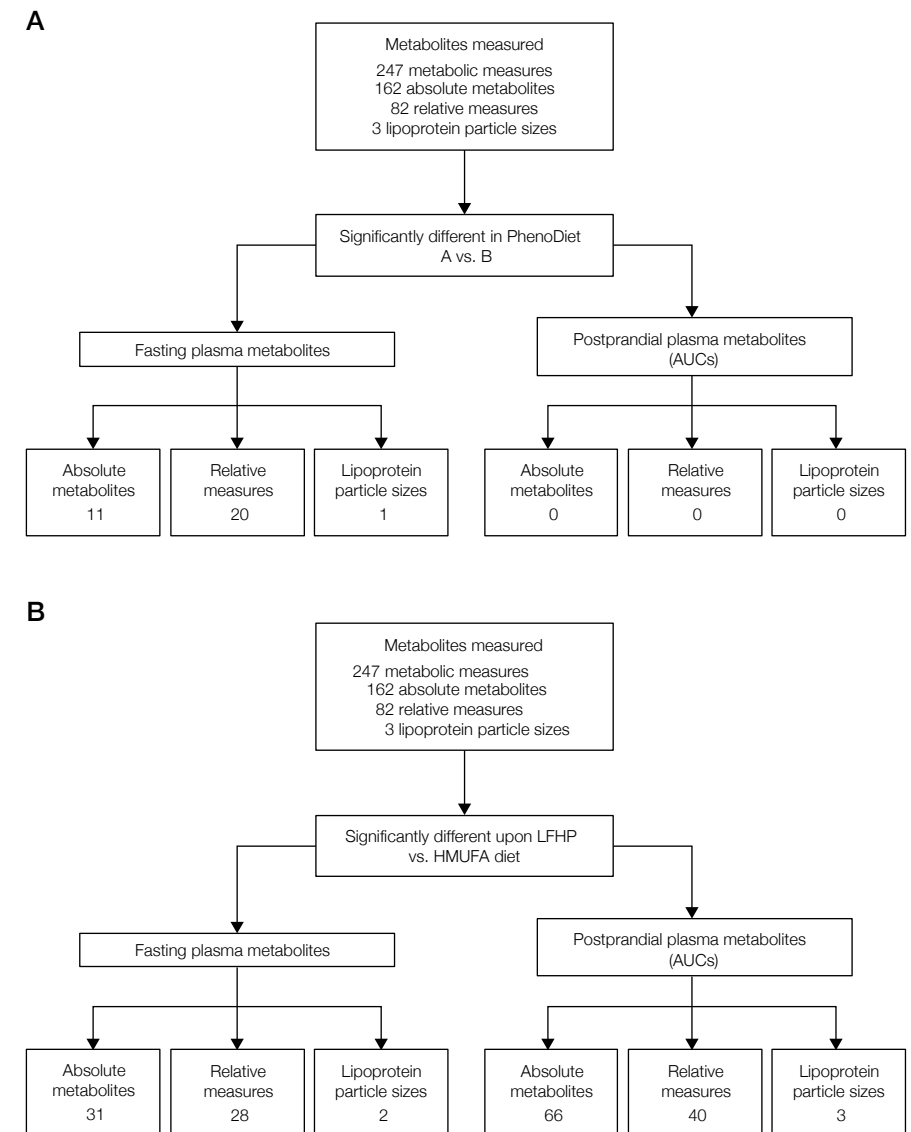 A
Metabolites measured
247 metabolic measures
162 absolute metabolites
82 relative measures
3 lipoprotein particle sizes
Significantly different in PhenoDiet
A vs. B
Fasting plasma metabolites
Postprandial plasma metabolites
(AUCs)
Absolute
metabolites
11
Relative
measures
20
Lipoprotein
particle sizes
1
Absolute
metabolites
0
Relative
measures
0
Lipoprotein
particle sizes
0
B
Metabolites measured
247 metabolic measures
162 absolute metabolites
82 relative measures
3 lipoprotein particle sizes
Significantly different upon LFHP
vs. HMUFA diet
Fasting plasma metabolites
Postprandial plasma metabolites
(AUCs)
Absolute
metabolites
31
Relative
measures
28
Lipoprotein
particle sizes
2
Absolute
metabolites
66
Relative
measures
40
Lipoprotein
particle sizes
3